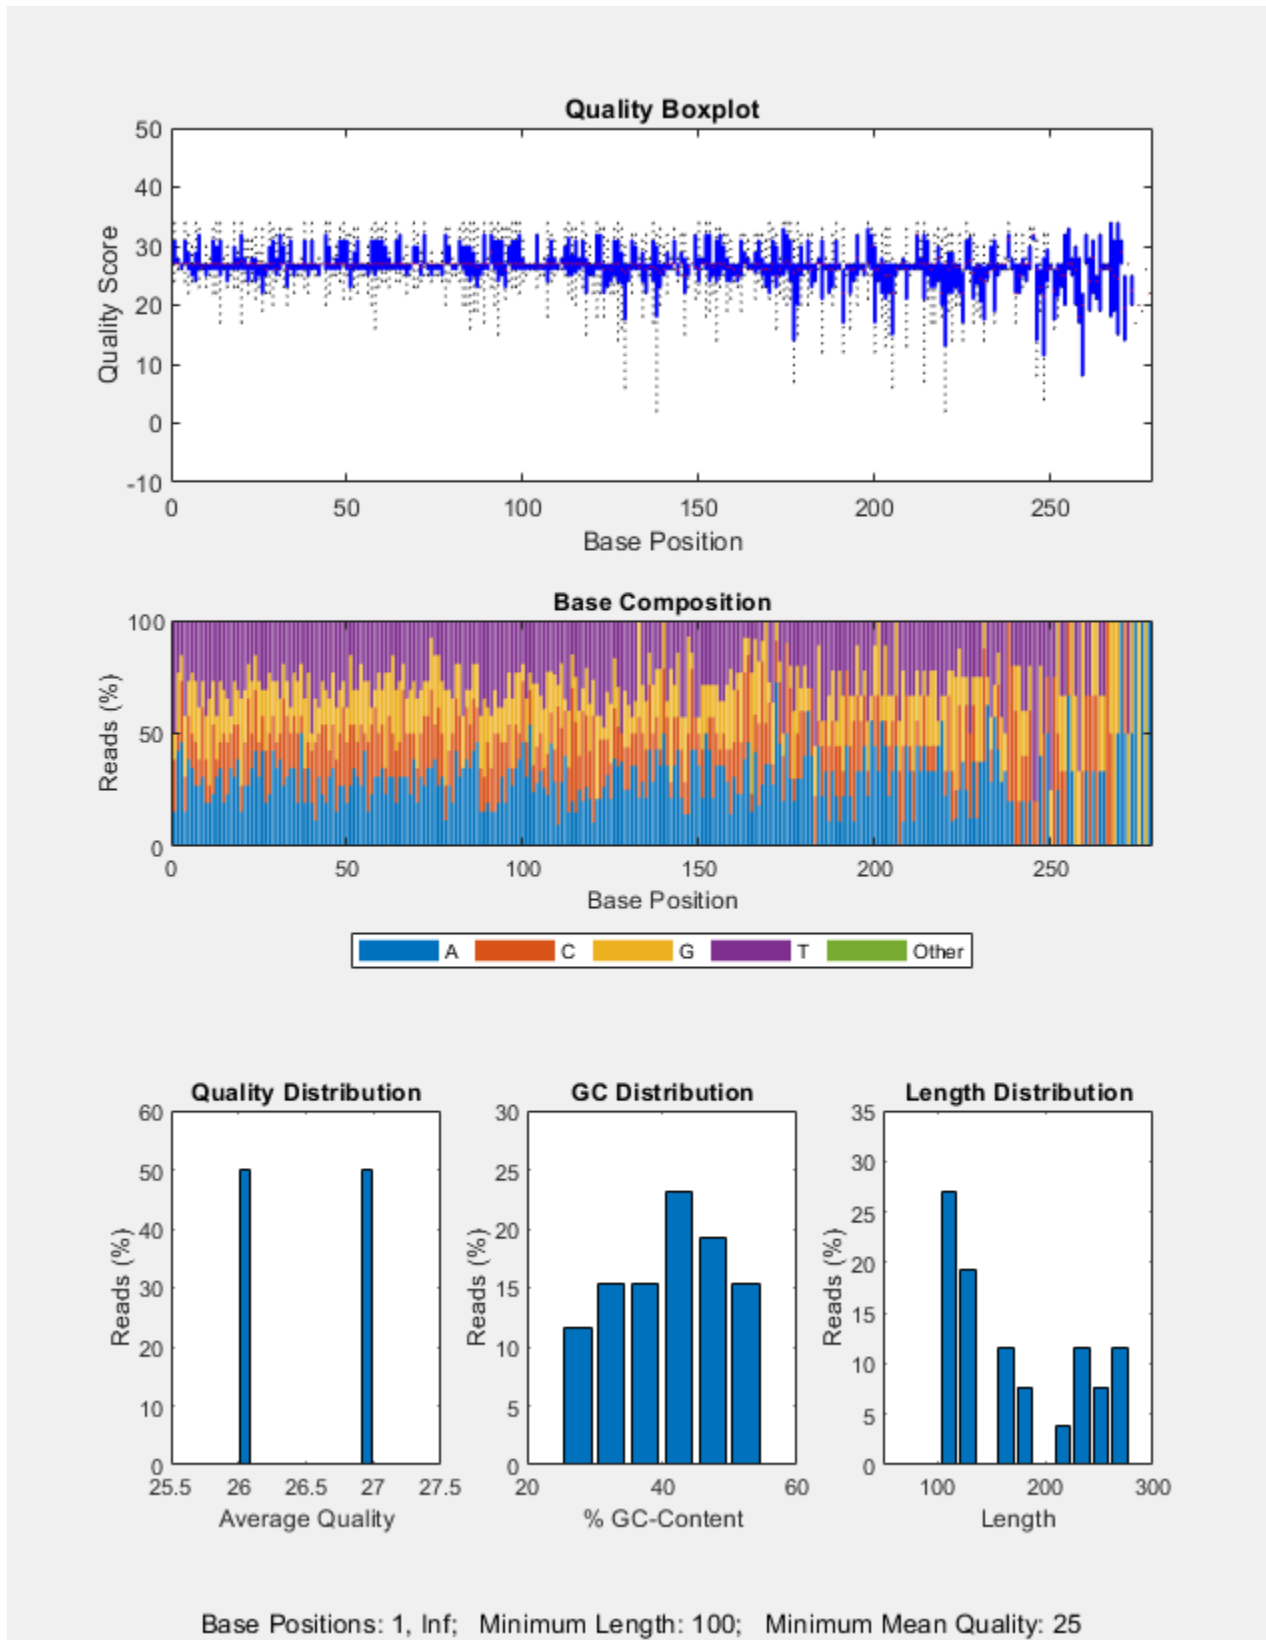 Quality Boxplot
50
40
30
20
10
0
-10
Quality Score
0 50 100 150 200 250
Base Position
Base Composition
100
50
0
Reads (%)
0 50 100 150 200 250
Base Position
A C G T Other
Quality Distribution
60
50
40
30
20
10
0
Reads (%)
25.5 26 26.5 27 27.5
Average Quality
GC Distribution
30
25
20
15
10
5
0
Reads (%)
20 40 60
% GC-Content
Length Distribution
35
30
25
20
15
10
5
0
Reads (%)
100 200 300
Length
Base Positions: 1, Inf; Minimum Length: 100; Minimum Mean Quality: 25